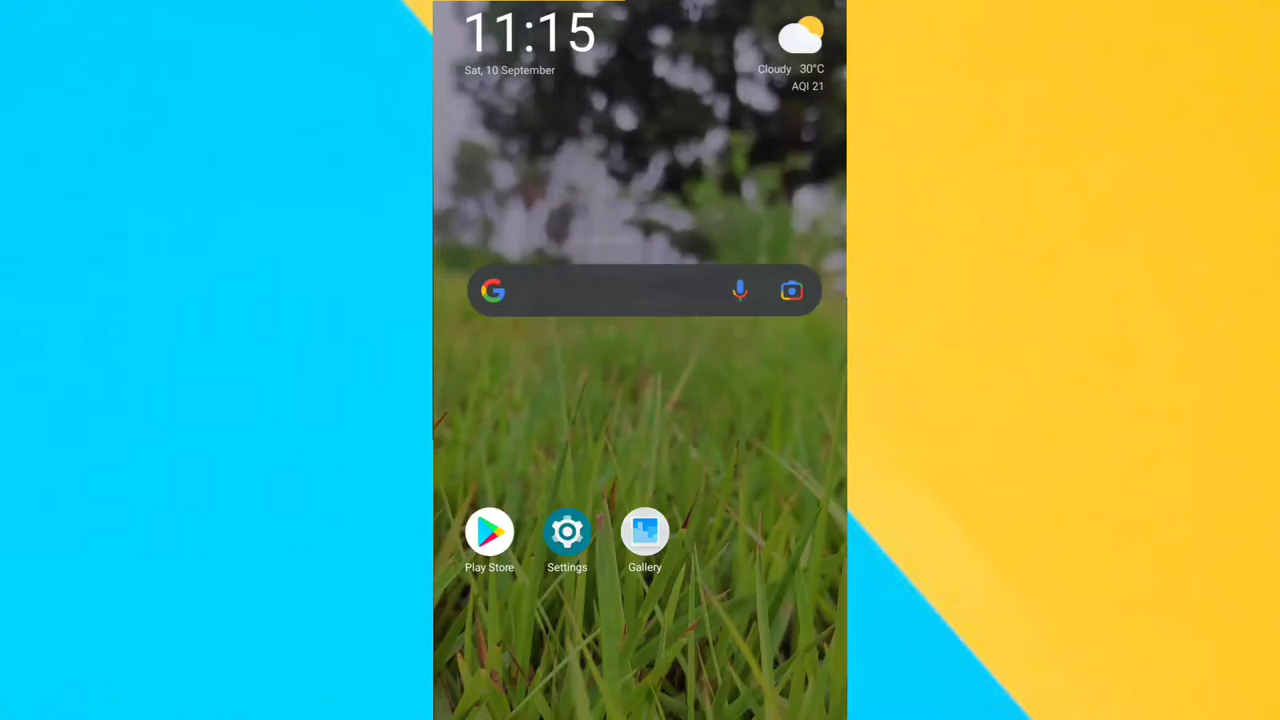 11:15
Sat, 10 September
Cloudy 30°C
AQI 21
Play Store
Settings
Gallery